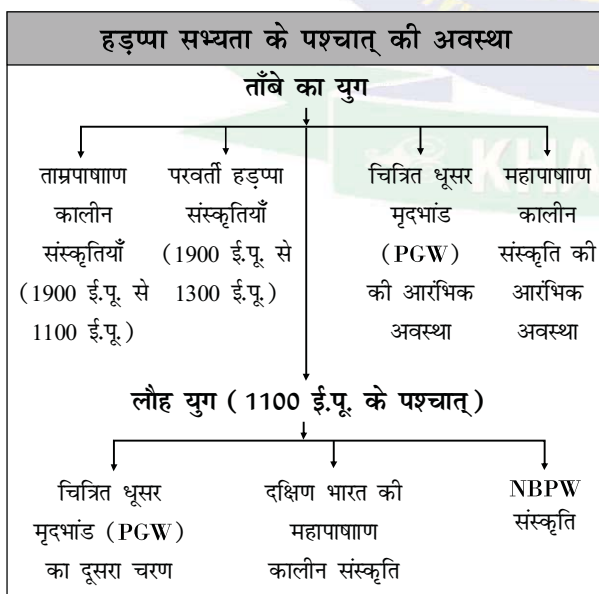 हड़प्पा सभ्यता के पश्चात् की अवस्था
ताँबे का युग
ताम्रपाषााण
कालीन
संस्कृतियाँ
(1900 ई.पू. से
1100 ई.पू.)
परवर्ती हड़प्पा
संस्कृतियाँ
(1900 ई.पू. से
1300 ई.पू.)
चित्रित धूसर
मृदभांड
(PGW)
की आरंभिक
अवस्था
महापाषााण
कालीन
संस्कृति की
आरंभिक
अवस्था
लौह युग ( 1100 ई.पू. के पश्चात् )
चित्रित धूसर
मृदभांड (PGW)
का दूसरा चरण
दक्षिण भारत की
महापाषााण
कालीन संस्कृति
NBPW
संस्कृति
KHA